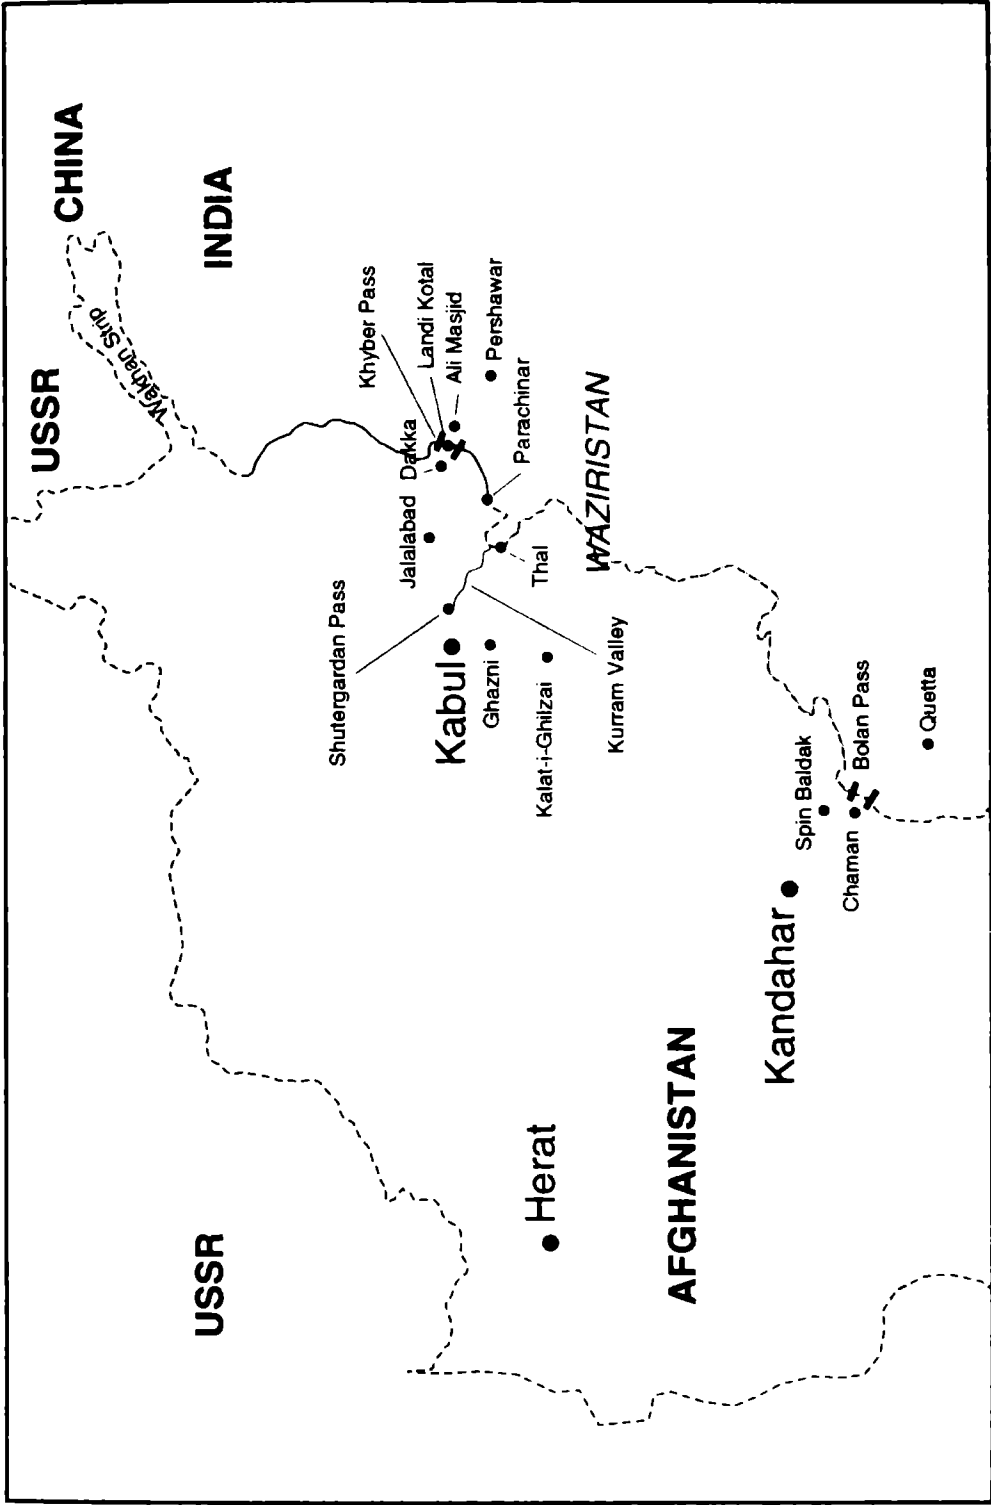 CHINA
USSR
Wakhan Strip
INDIA
USSR
Khyber Pass
Landi Kotal
Ali Masjid
Pershawar
Jalalabad
Dakka
Parachinar
Shutergardan Pass
Kabul
Ghazni
Thal
WAZIRISTAN
Kalat-i-Ghilzai
Kurram Valley
Herat
AFGHANISTAN
Kandahar
Spin Baldak
Chaman
Bolan Pass
Quetta